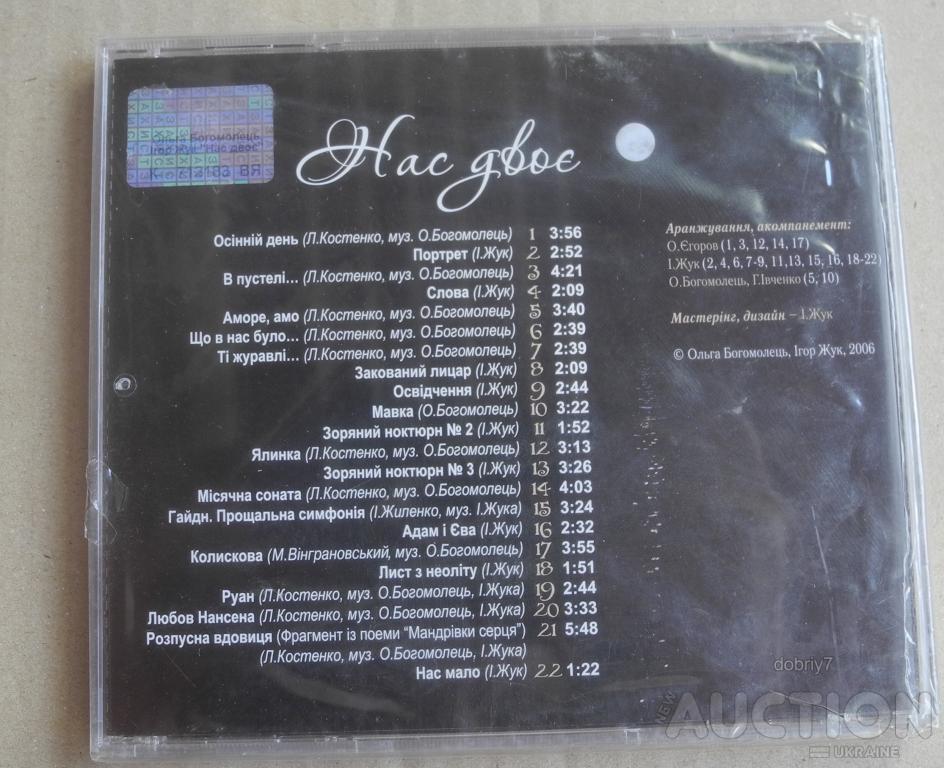 Ольга Богомолець,
Ігор Жук "Нас двоє"
ВЯ
Нас двоє
Осінній день (Л.Костенко, муз. О.Богомолець) 1 3:56
Портрет (І.Жук) 2 2:52
В пустелі... (Л.Костенко, муз. О.Богомолець) 3 4:21
Слова (І.Жук) 4 2:09
Аморе, амо (Л.Костенко, муз. О.Богомолець) 5 3:40
Що в нас було... (Л.Костенко, муз. О.Богомолець) 6 2:39
Ті журавлі... (Л.Костенко, муз. О.Богомолець) 7 2:39
Закований лицар (І.Жук) 8 2:09
Освідчення (І.Жук) 9 2:44
Мавка (О.Богомолець) 10 3:22
Зоряний ноктюрн № 2 (І.Жук) 11 1:52
Ялинка (Л.Костенко, муз. О.Богомолець) 12 3:13
Зоряний ноктюрн № 3 (І.Жук) 13 3:26
Місячна соната (Л.Костенко, муз. О.Богомолець) 14 4:03
Гайдн. Прощальна симфонія (І.Жиленко, муз. І.Жука) 15 3:24
Адам і Єва (І.Жук) 16 2:32
Колискова (М.Вінграновський, муз. О.Богомолець) 17 3:55
Лист з неоліту (І.Жук) 18 1:51
Руан (Л.Костенко, муз. О.Богомолець, І.Жука) 19 2:44
Любов Нансена (Л.Костенко, муз. О.Богомолець, І.Жука) 20 3:33
Розпусна вдовиця (Фрагмент із поеми "Мандрівки серця") 21 5:48
(Л.Костенко, муз. О.Богомолець, І.Жука)
Нас мало (І.Жук) 22 1:22
Аранжування, акомпанемент:
О.Єгоров (1, 3, 12, 14, 17)
І.Жук (2, 4, 6, 7-9, 11,13, 15, 16, 18-22)
О.Богомолець, Г.Івченко (5, 10)
Мастерінг, дизайн – І.Жук
© Ольга Богомолець, Ігор Жук, 2006
dobriy7
NEW
AUCTION
UKRAINE